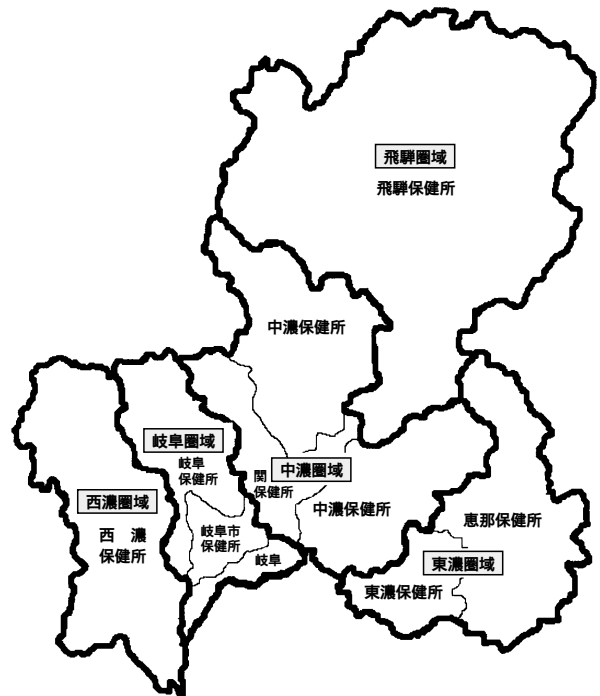 飛騨圏域
飛騨保健所
中濃保健所
岐阜圏域
岐阜
保健所
関
保健所
中濃圏域
中濃保健所
西濃圏域
西　濃
保健所
岐阜市
保健所
岐阜
恵那保健所
東濃圏域
東濃保健所